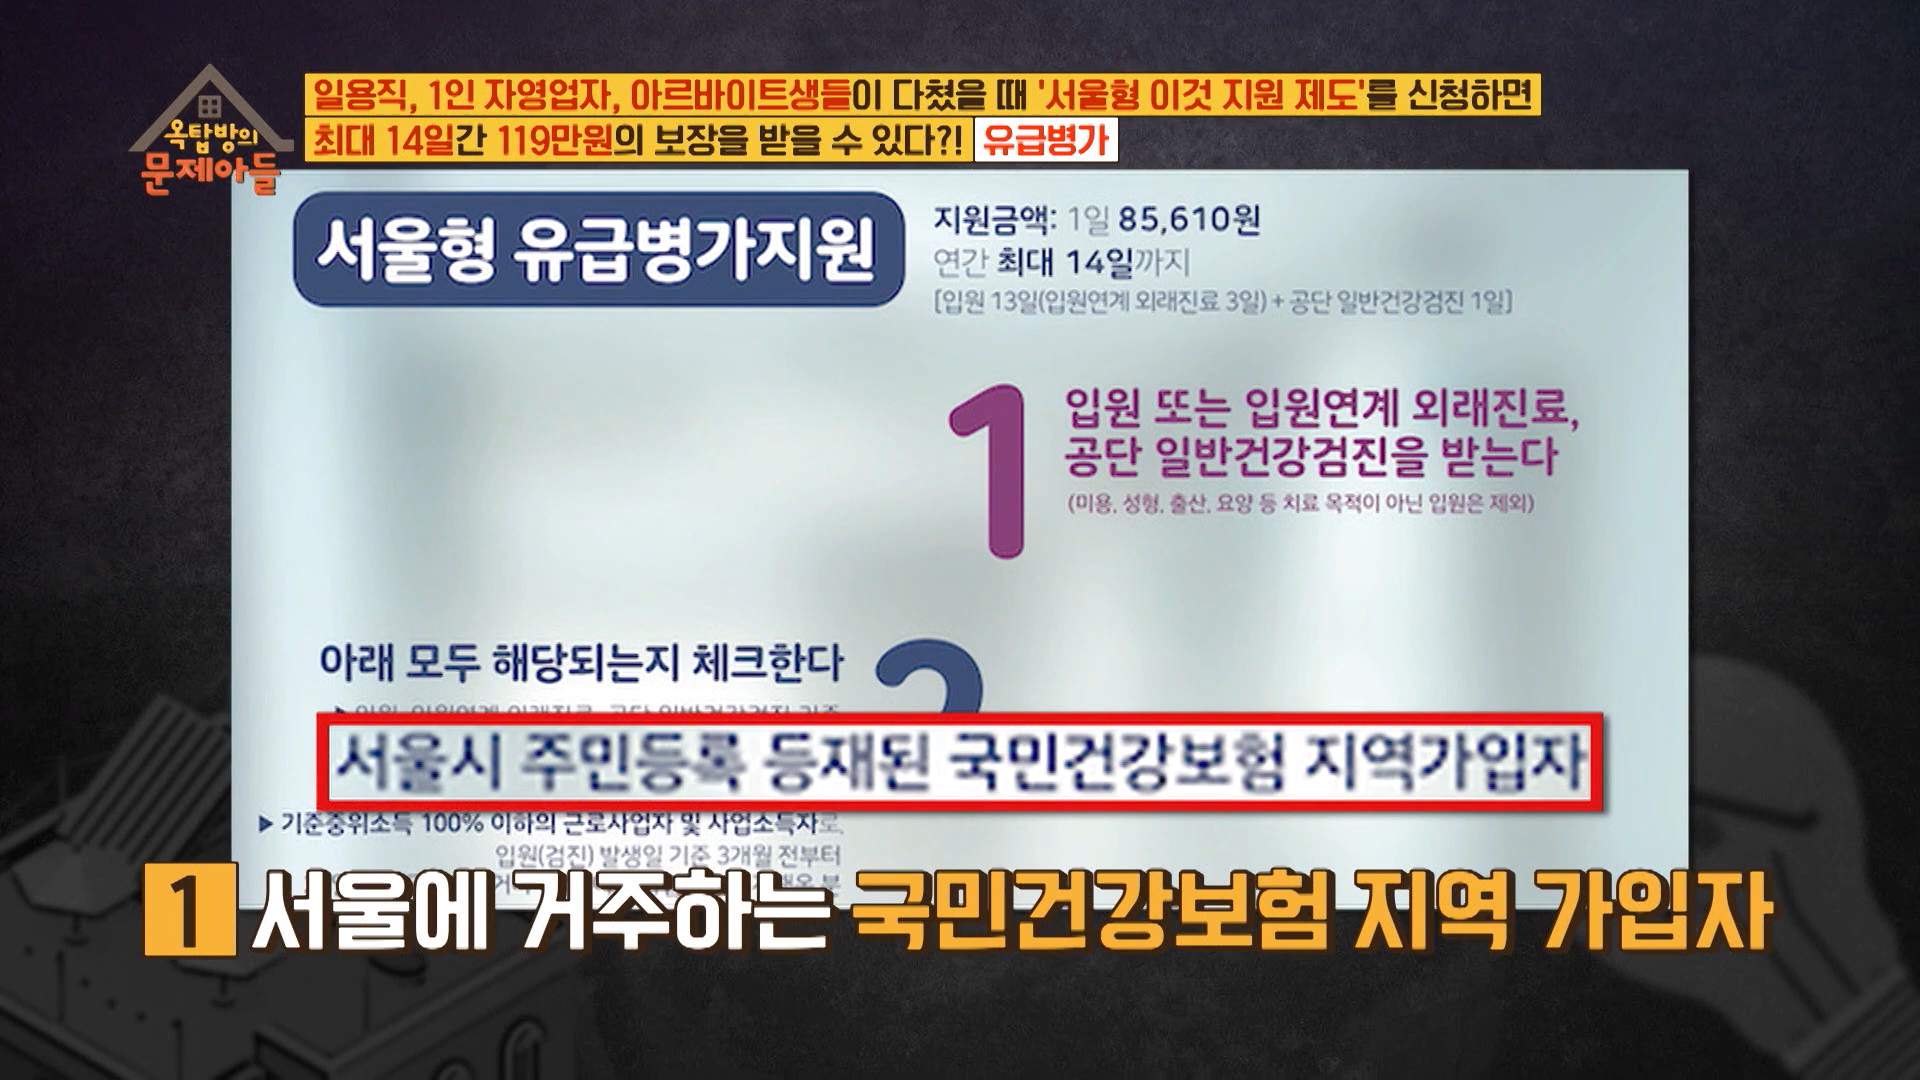 옥탑방의
문제아들
일용직, 1인 자영업자, 아르바이트생들이 다쳤을 때 '서울형 이것 지원 제도'를 신청하면
최대 14일간 119만원의 보장을 받을 수 있다?! 유급병가
서울형 유급병가지원
지원금액: 1일 85,610원
연간 최대 14일까지
[입원 13일(입원연계 외래진료 3일) + 공단 일반건강검진 1일]
1
입원 또는 입원연계 외래진료,
공단 일반건강검진을 받는다
(미용, 성형, 출산, 요양 등 치료 목적이 아닌 입원은 제외)
아래 모두 해당되는지 체크한다
2
서울시 주민등록 등재된 국민건강보험 지역가입자
▶ 기준중위소득 100% 이하의 근로사업자 및 사업소득자로,
입원(검진) 발생일 기준 3개월 전부터
1 서울에 거주하는 국민건강보험 지역 가입자